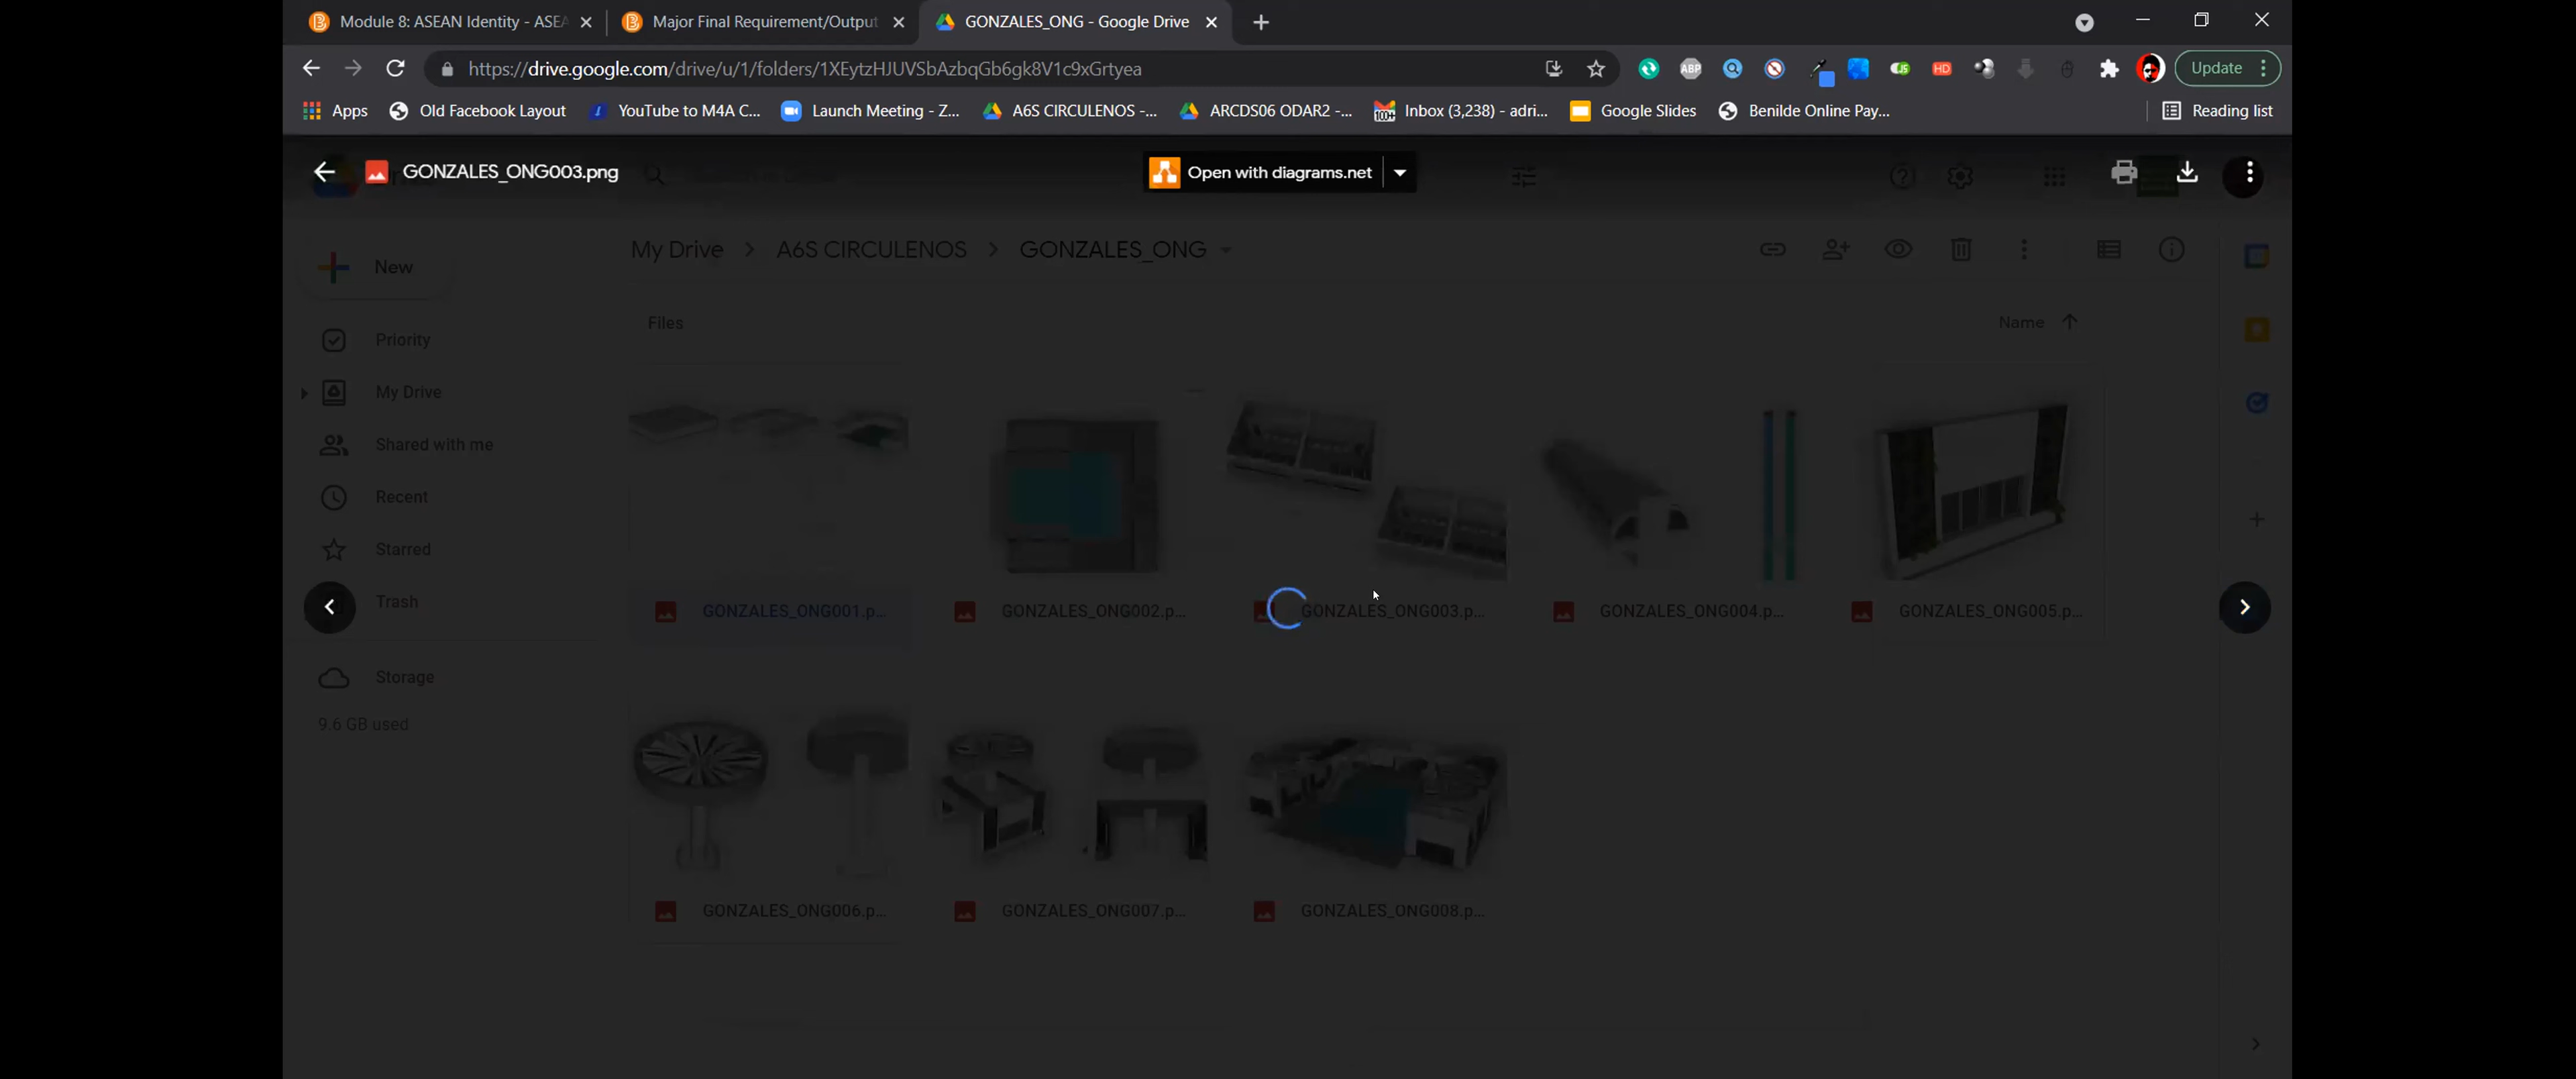 Module 8: ASEAN Identity - ASEA
Major Final Requirement/Output
GONZALES_ONG - Google Drive
https://drive.google.com/drive/u/1/folders/1XEytzHJUVSbAzbqGb6gk8V1c9xGrtyea
ABP
HD
Update
Apps
Old Facebook Layout
YouTube to M4A C...
Launch Meeting - Z...
A6S CIRCULENOS -...
ARCDS06 ODAR2 -...
100+
Inbox (3,238) - adri...
Google Slides
Benilde Online Pay...
Reading list
GONZALES_ONG003.png
Open with diagrams.net
New
My Drive > A6S CIRCULENOS > GONZALES_ONG
Files
Name
Priority
My Drive
Shared with me
Recent
Starred
Trash
Storage
9.6 GB used
GONZALES_ONG001.p...
GONZALES_ONG002.p...
GONZALES_ONG003.p...
GONZALES_ONG004.p...
GONZALES_ONG005.p...
GONZALES_ONG006.p...
GONZALES_ONG007.p...
GONZALES_ONG008.p...